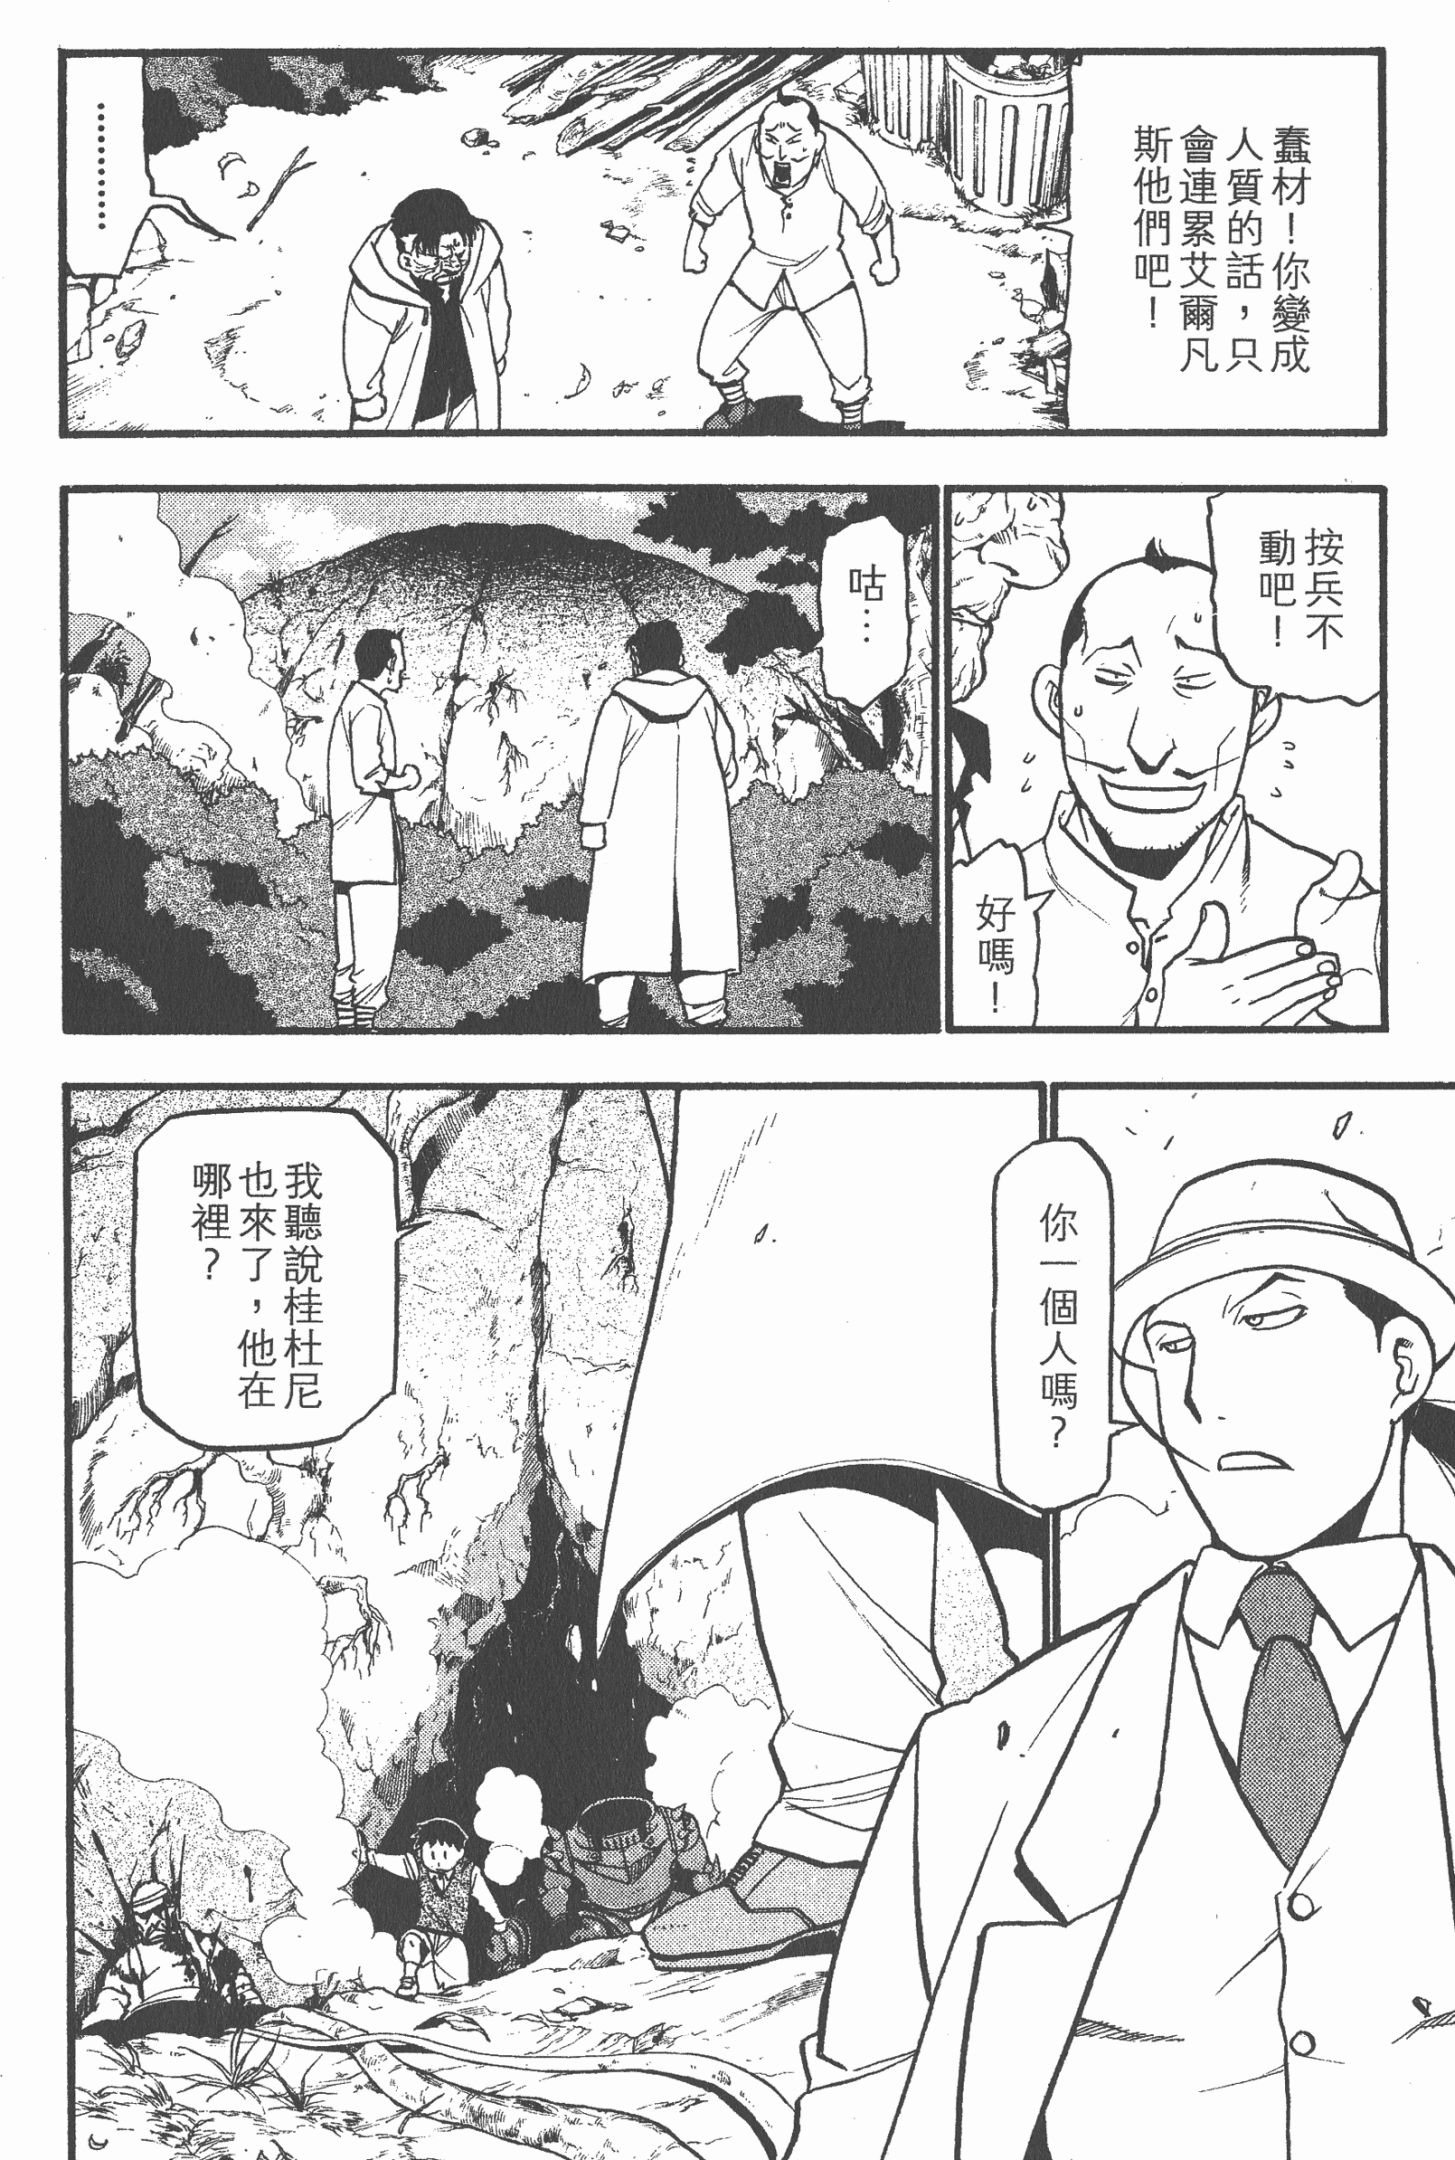 蠢材！你變成
人質的話，只
會連累艾爾凡
斯他們吧！
…………
按兵不
動吧！
好嗎！
咕…
你一個人嗎？
我聽說桂杜尼
也來了，他在
哪裡？